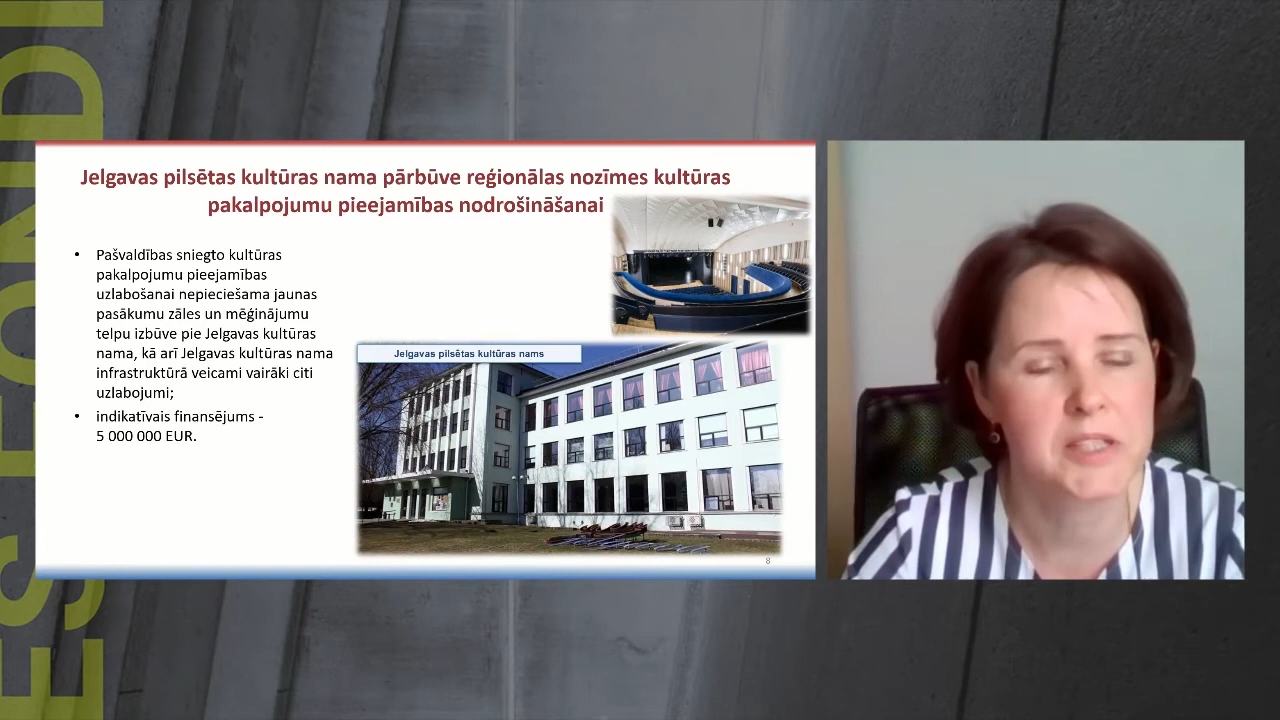 ES FONDI
Jelgavas pilsētas kultūras nama pārbūve reģionālas nozīmes kultūras
pakalpojumu pieejamības nodrošināšanai
• Pašvaldības sniegto kultūras
pakalpojumu pieejamības
uzlabošanai nepieciešama jaunas
pasākumu zāles un mēģinājumu
telpu izbūve pie Jelgavas kultūras
nama, kā arī Jelgavas kultūras nama
infrastruktūrā veicami vairāki citi
uzlabojumi;
• indikatīvais finansējums -
5 000 000 EUR.
Jelgavas pilsētas kultūras nams
8